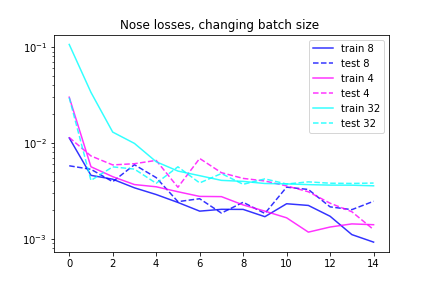 Nose losses, changing batch size
10⁻¹
10⁻²
10⁻³
train 8
test 8
train 4
test 4
train 32
test 32
0 2 4 6 8 10 12 14